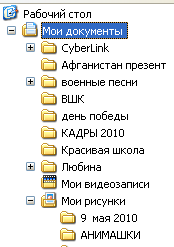 Рабочий стол
Мои документы
CyberLink
Афганистан презент
военные песни
ВШК
день победы
КАДРЫ 2010
Красивая школа
Любина
Мои видеозаписи
Мои рисунки
9 мая 2010
АНИМАШКИ